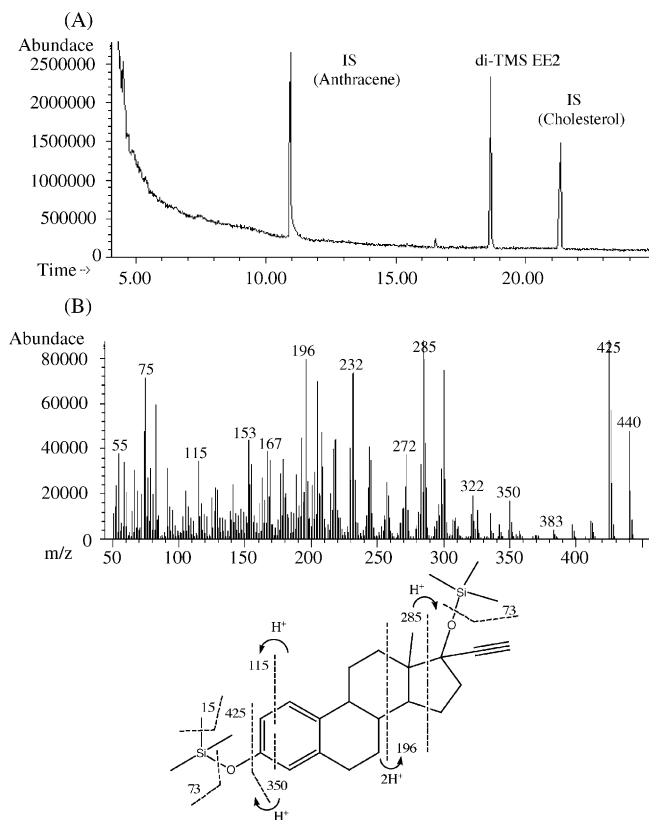 (A)
Abundace
2500000
2000000
1500000
1000000
500000
0
Time ->
5.00 10.00 15.00 20.00
IS
(Anthracene)
di-TMS EE2
IS
(Cholesterol)
(B)
Abundace
80000
60000
40000
20000
0
m/z
50 100 150 200 250 300 350 400
55
75
115
153
167
196
232
272
285
322
350
383
425
440
H+
285
Si
O
73
H+
115
15
425
Si
O
73
350
H+
2H+
196